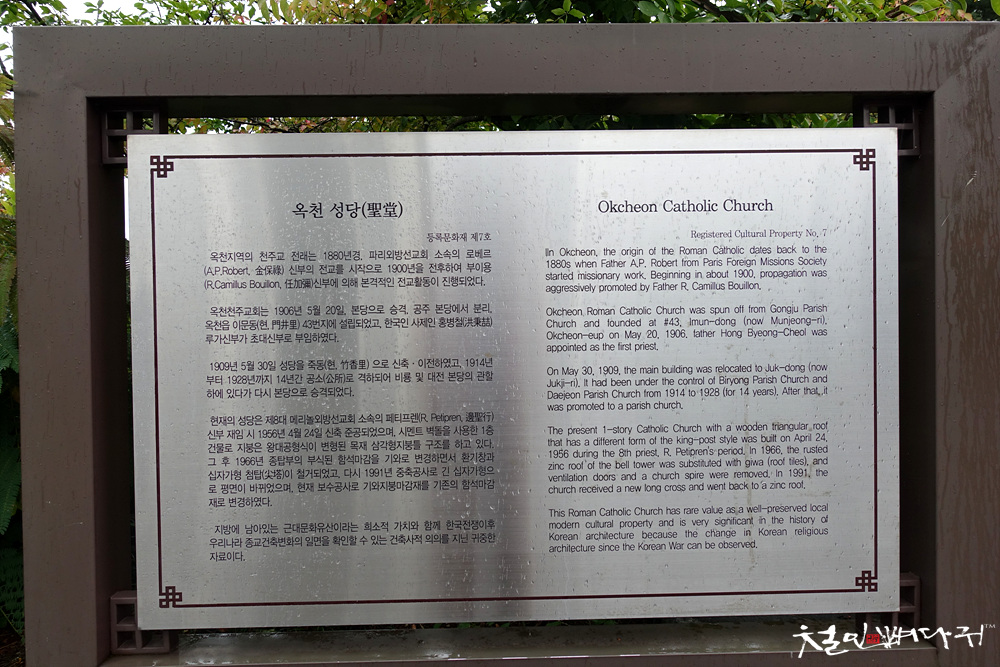 옥천 성당(聖堂)
등록문화재 제7호
옥천지역의 천주교 전래는 1880년경, 파리외방선교회 소속의 로베르
(A.P.Robert, 金保祿) 신부의 전교를 시작으로 1900년을 전후하여 부이용
(R.Camillus Bouillon, 任加彌)신부에 의해 본격적인 전교활동이 진행되었다.
옥천천주교회는 1906년 5월 20일, 본당으로 승격, 공주 본당에서 분리,
옥천읍 이문동(현, 門井里) 43번지에 설립되었고, 한국인 사제인 홍병철(洪秉喆)
루가신부가 초대신부로 부임하였다.
1909년 5월 30일 성당을 죽동(현, 竹香里) 으로 신축·이전하였고, 1914년
부터 1928년까지 14년간 공소(公所)로 격하되어 비룡 및 대전 본당의 관할
하에 있다가 다시 본당으로 승격되었다.
현재의 성당은 제8대 메리놀외방선교회 소속의 페티프렌(R. Petipren, 邊聖行)
신부 재임 시 1956년 4월 24일 신축 준공되었으며, 시멘트 벽돌을 사용한 1층
건물로 지붕은 왕대공형식이 변형된 목재 삼각형지붕틀 구조를 하고 있다.
그 후 1966년 종탑부의 부식된 함석마감을 기와로 변경하면서 환기창과
십자가형 첨탑(尖塔)이 철거되었고, 다시 1991년 중축공사로 긴 십자가형으
로 평면이 바뀌었으며, 현재 보수공사로 기와지붕마감재를 기존의 함석마감
재로 변경하였다.
지방에 남아있는 근대문화유산이라는 희소적 가치와 함께 한국전쟁이후
우리나라 종교건축변화의 일면을 확인할 수 있는 건축사적 의의를 지닌 귀중한
자료이다.
Okcheon Catholic Church
Registered Cultural Property No. 7
IIn Okcheon, the origin of the Roman Catholic dates back to the
1880s when Father A.P. Robert from Paris Foreign Missions Society
started missionary work. Beginning in about 1900, propagation was
aggressively promoted by Father R. Camillus Bouillon.
Okcheon Roman Catholic Church was spun off from Gongju Parish
Church and founded at #43, Imun-dong (now Munjeong-ri),
Okcheon-eup on May 20, 1906. father Hong Byeong-Cheol was
appointed as the first priest.
On May 30, 1909, the main building was relocated to Juk-dong (now
Jukji-ri). It had been under the control of Biryong Parish Church and
Daejeon Parish Church from 1914 to 1928 (for 14 years). After that, it
was promoted to a parish church.
The present 1-story Catholic Church with a wooden triangular roof
that has a different form of the king-post style was built on April 24,
1956 during the 8th priest, R. Petipren's period. In 1966, the rusted
zinc roof of the bell tower was substituted with giwa (roof tiles), and
ventilation doors and a church spire were removed. In 1991, the
church received a new long cross and went back to a zinc roof.
This Roman Catholic Church has rare value as a well-preserved local
modern cultural property and is very significant in the history of
Korean architecture because the change in Korean religious
architecture since the Korean War can be observed.